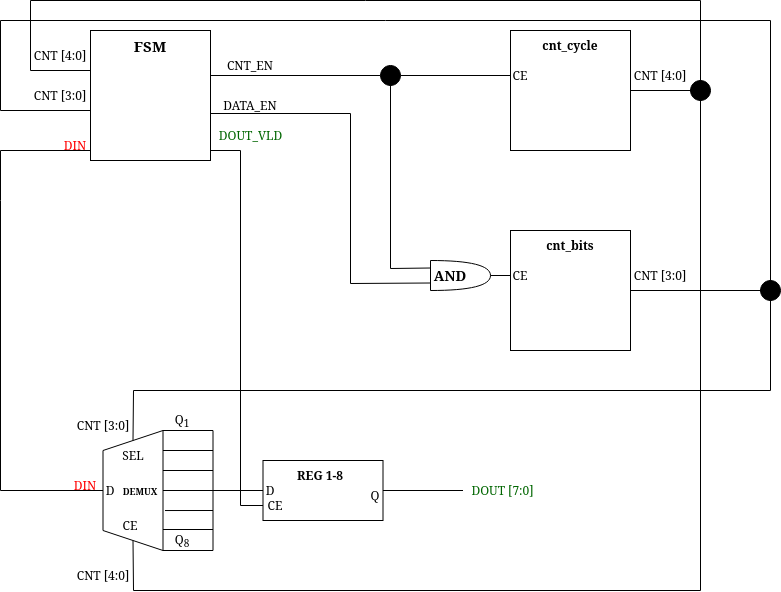 FSM
CNT [4:0]
CNT [3:0]
DIN
CNT_EN
DATA_EN
DOUT_VLD
cnt_cycle
CE
CNT [4:0]
AND
cnt_bits
CE
CNT [3:0]
CNT [3:0]
Q1
SEL
DIN
D
DEMUX
CE
Q8
CNT [4:0]
REG 1-8
D
CE
Q
DOUT [7:0]